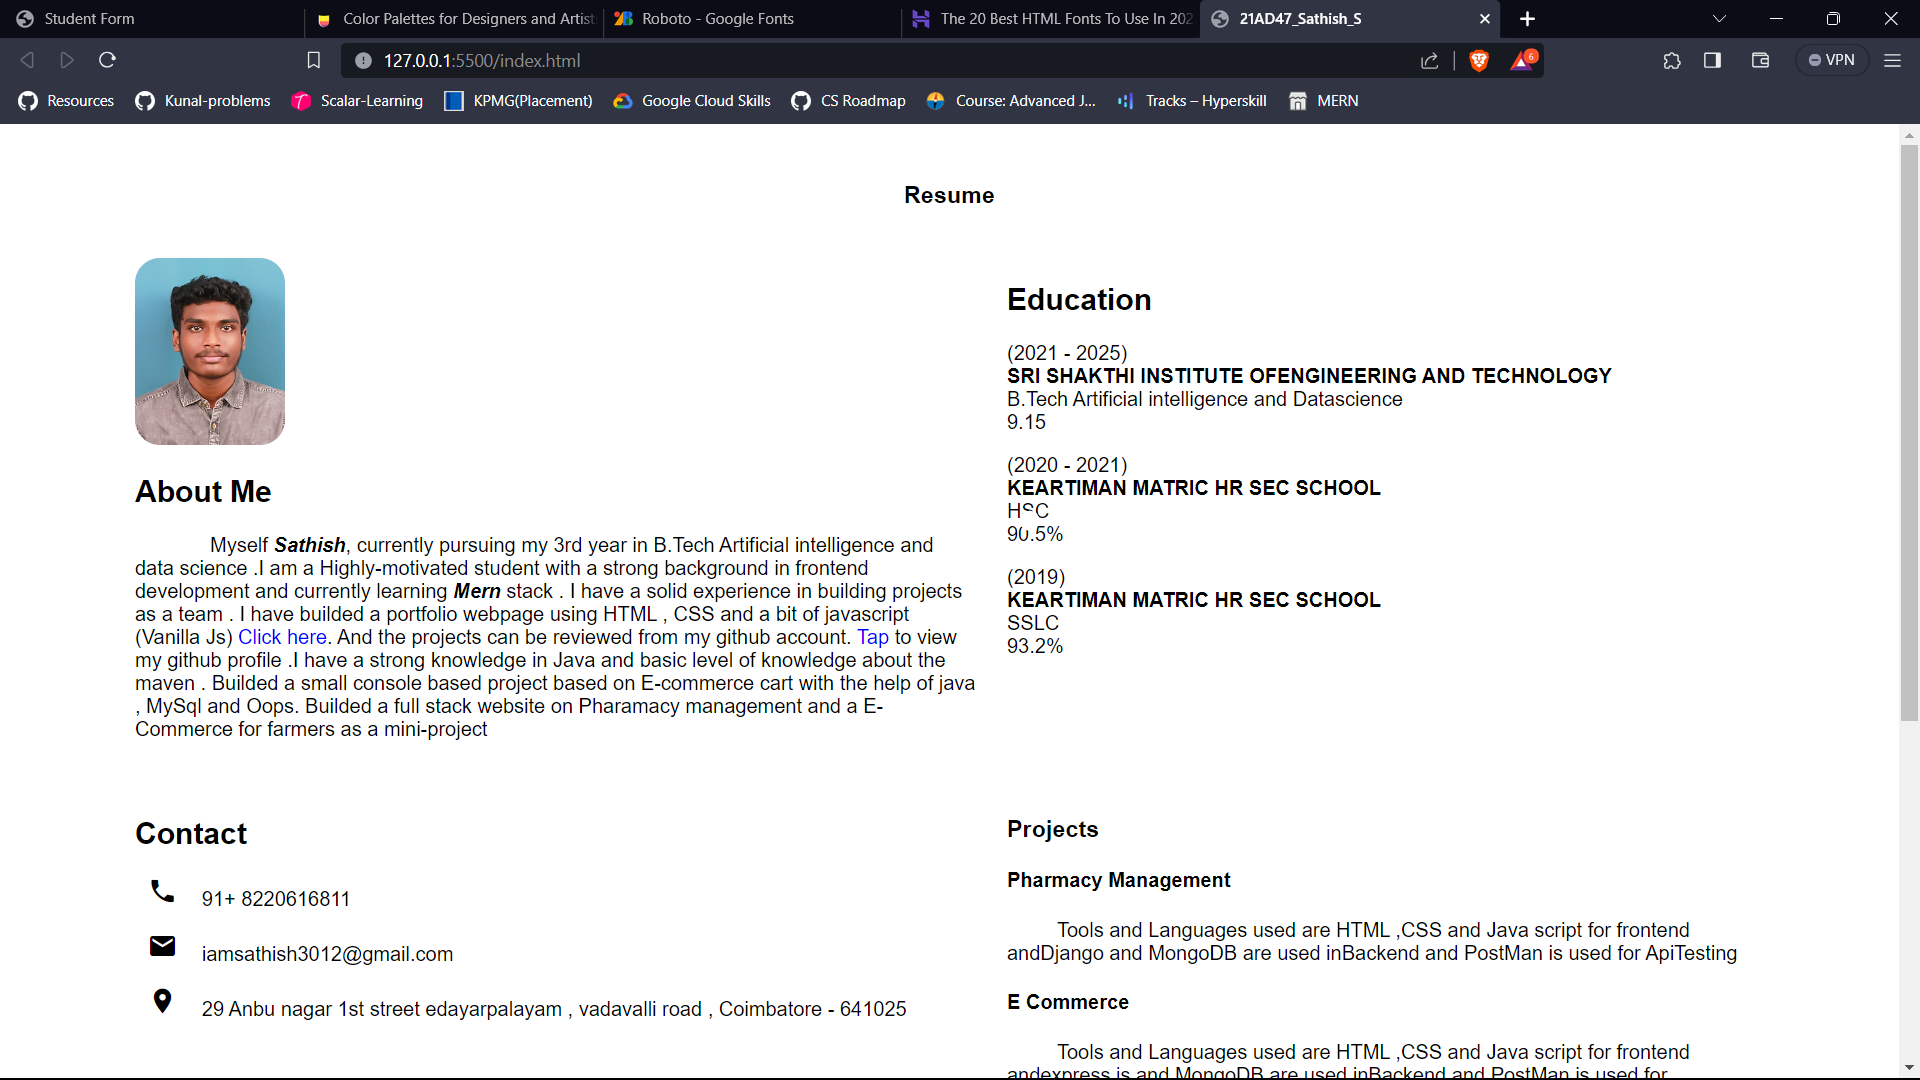 Student Form
Color Palettes for Designers and Artist
Roboto - Google Fonts
The 20 Best HTML Fonts To Use In 202
21AD47_Sathish_S
127.0.0.1:5500/index.html
6
VPN
Resources
Kunal-problems
Scalar-Learning
KPMG(Placement)
Google Cloud Skills
CS Roadmap
Course: Advanced J...
Tracks – Hyperskill
MERN
Resume
About Me
Myself Sathish, currently pursuing my 3rd year in B.Tech Artificial intelligence and
data science .I am a Highly-motivated student with a strong background in frontend
development and currently learning Mern stack . I have a solid experience in building projects
as a team . I have builded a portfolio webpage using HTML , CSS and a bit of javascript
(Vanilla Js) Click here. And the projects can be reviewed from my github account. Tap to view
my github profile .I have a strong knowledge in Java and basic level of knowledge about the
maven . Builded a small console based project based on E-commerce cart with the help of java
, MySql and Oops. Builded a full stack website on Pharamacy management and a E-
Commerce for farmers as a mini-project
Education
(2021 - 2025)
SRI SHAKTHI INSTITUTE OFENGINEERING AND TECHNOLOGY
B.Tech Artificial intelligence and Datascience
9.15
(2020 - 2021)
KEARTIMAN MATRIC HR SEC SCHOOL
HSC
90.5%
(2019)
KEARTIMAN MATRIC HR SEC SCHOOL
SSLC
93.2%
Contact
91+ 8220616811
iamsathish3012@gmail.com
29 Anbu nagar 1st street edayarpalayam , vadavalli road , Coimbatore - 641025
Projects
Pharmacy Management
Tools and Languages used are HTML ,CSS and Java script for frontend
andDjango and MongoDB are used inBackend and PostMan is used for ApiTesting
E Commerce
Tools and Languages used are HTML ,CSS and Java script for frontend
andexpress js and MongoDB are used inBackend and PostMan is used for